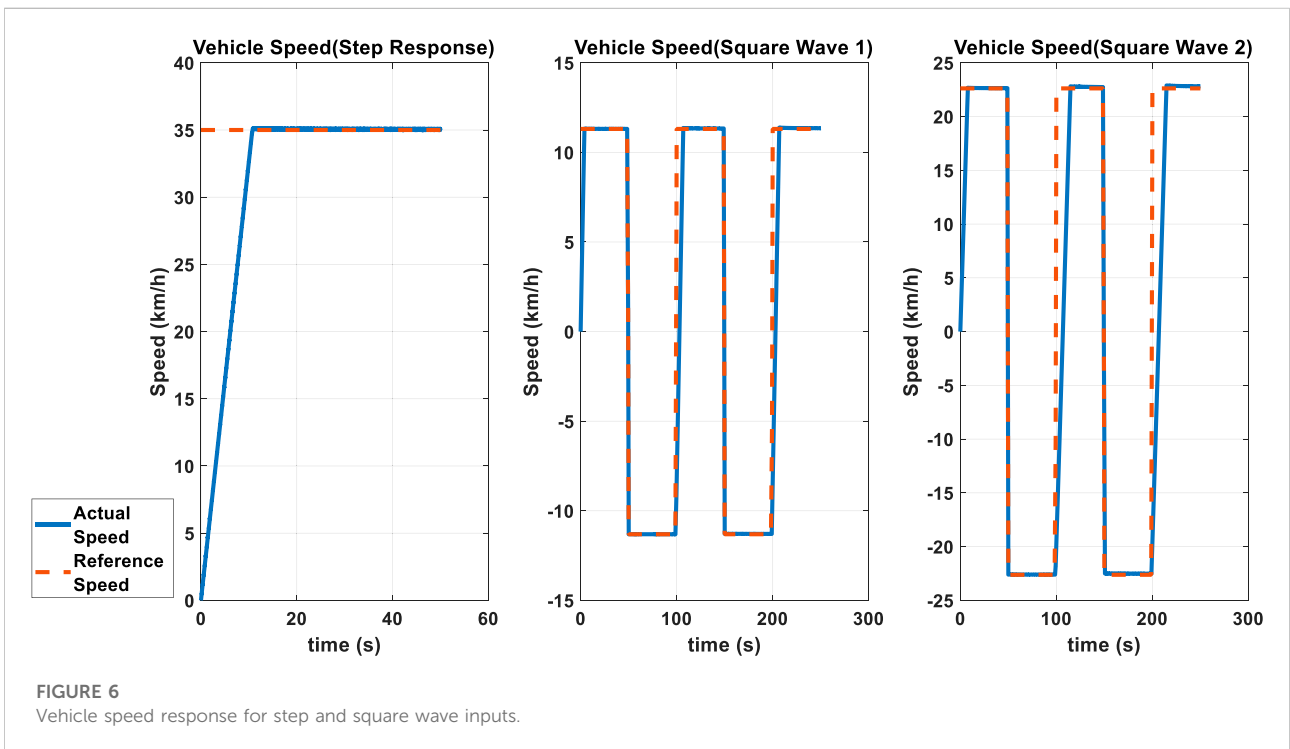 Vehicle Speed(Step Response)
40
35
30
25
20
15
10
5
0
0
20
40
60
Speed (km/h)
time (s)
Actual
Speed
Reference
Speed
Vehicle Speed(Square Wave 1)
15
10
5
0
-5
-10
-15
0
100
200
300
Speed (km/h)
time (s)
Vehicle Speed(Square Wave 2)
25
20
15
10
5
0
-5
-10
-15
-20
-25
0
100
200
300
Speed (km/h)
time (s)
FIGURE 6
Vehicle speed response for step and square wave inputs.